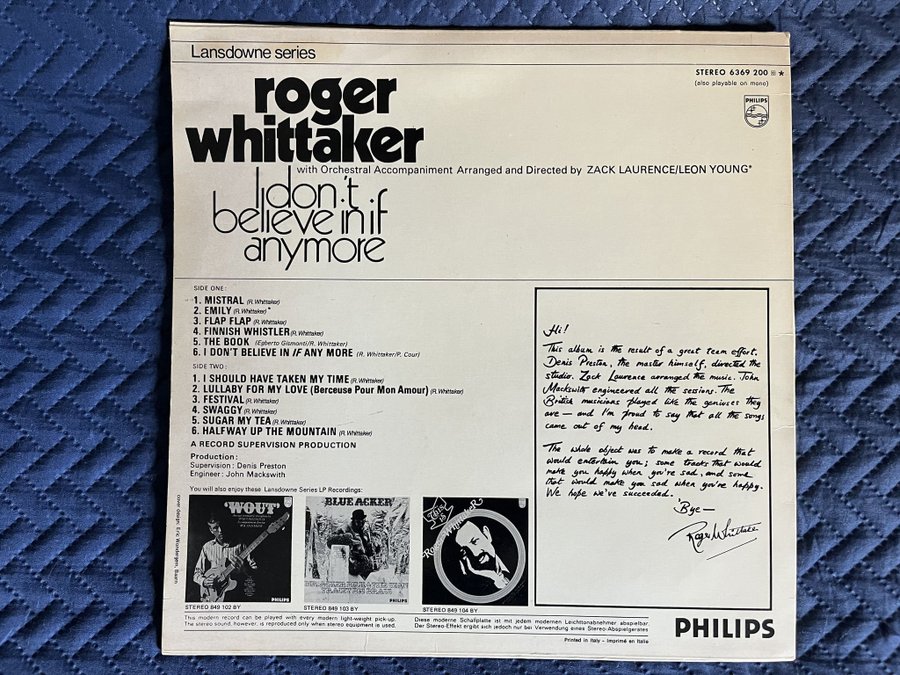 Lansdowne series
STEREO 6369 200
(also playable on mono)
PHILIPS
roger
whittaker
with Orchestral Accompaniment Arranged and Directed by ZACK LAURENCE/LEON YOUNG*
I don't
believe in if
anymore
SIDE ONE:
1. MISTRAL (R. Whittaker)
2. EMILY (R. Whittaker)*
3. FLAP FLAP (R. Whittaker)
4. FINNISH WHISTLER (R. Whittaker)
5. THE BOOK (Egberto Gismonti/R. Whittaker)
6. I DON'T BELIEVE IN IF ANY MORE (R. Whittaker/P. Cour)
SIDE TWO:
1. I SHOULD HAVE TAKEN MY TIME (R. Whittaker)
2. LULLABY FOR MY LOVE (Berceuse Pour Mon Amour) (R. Whittaker)
3. FESTIVAL (R. Whittaker)
4. SWAGGY (R. Whittaker)
5. SUGAR MY TEA (R. Whittaker)
6. HALFWAY UP THE MOUNTAIN (R. Whittaker)
A RECORD SUPERVISION PRODUCTION
Production:
Supervision: Denis Preston
Engineer: John Mackswith
You will also enjoy these Lansdowne Series LP Recordings:
'WOUT'
PHILIPS
STEREO 849 102 BY
BLUE ACKER
PHILIPS
STEREO 849 103 BY
This is
Roger Whittaker
STEREO 849 104 BY
Hi!
This album is the result of a great team effort.
Denis Preston, the master himself, directed the
studio. Zack Laurence arranged the music. John
Mackswith engineered all the sessions. The
British musicians played like the geniuses they
are — and I'm proud to say that all the songs
came out of my head.
The whole object was to make a record that
would entertain you; some tracks that would
make you happy when you're sad, and some
that would make you sad when you're happy.
We hope we've succeeded.
'Bye —
Roger Whittaker
cover design: Eric Wondergem, Baarn
This modern record can be played with every modern light-weight pick-up.
The stereo sound, however, is reproduced only when stereo equipment is used.
Diese moderne Schallplatte ist mit jedem modernen Leichttonabnehmer abspielbar.
Der Stereo-Effekt ergibt sich jedoch nur bei Verwendung eines Stereo-Abspielgerätes
Printed in Italy - Imprimé en Italie
PHILIPS